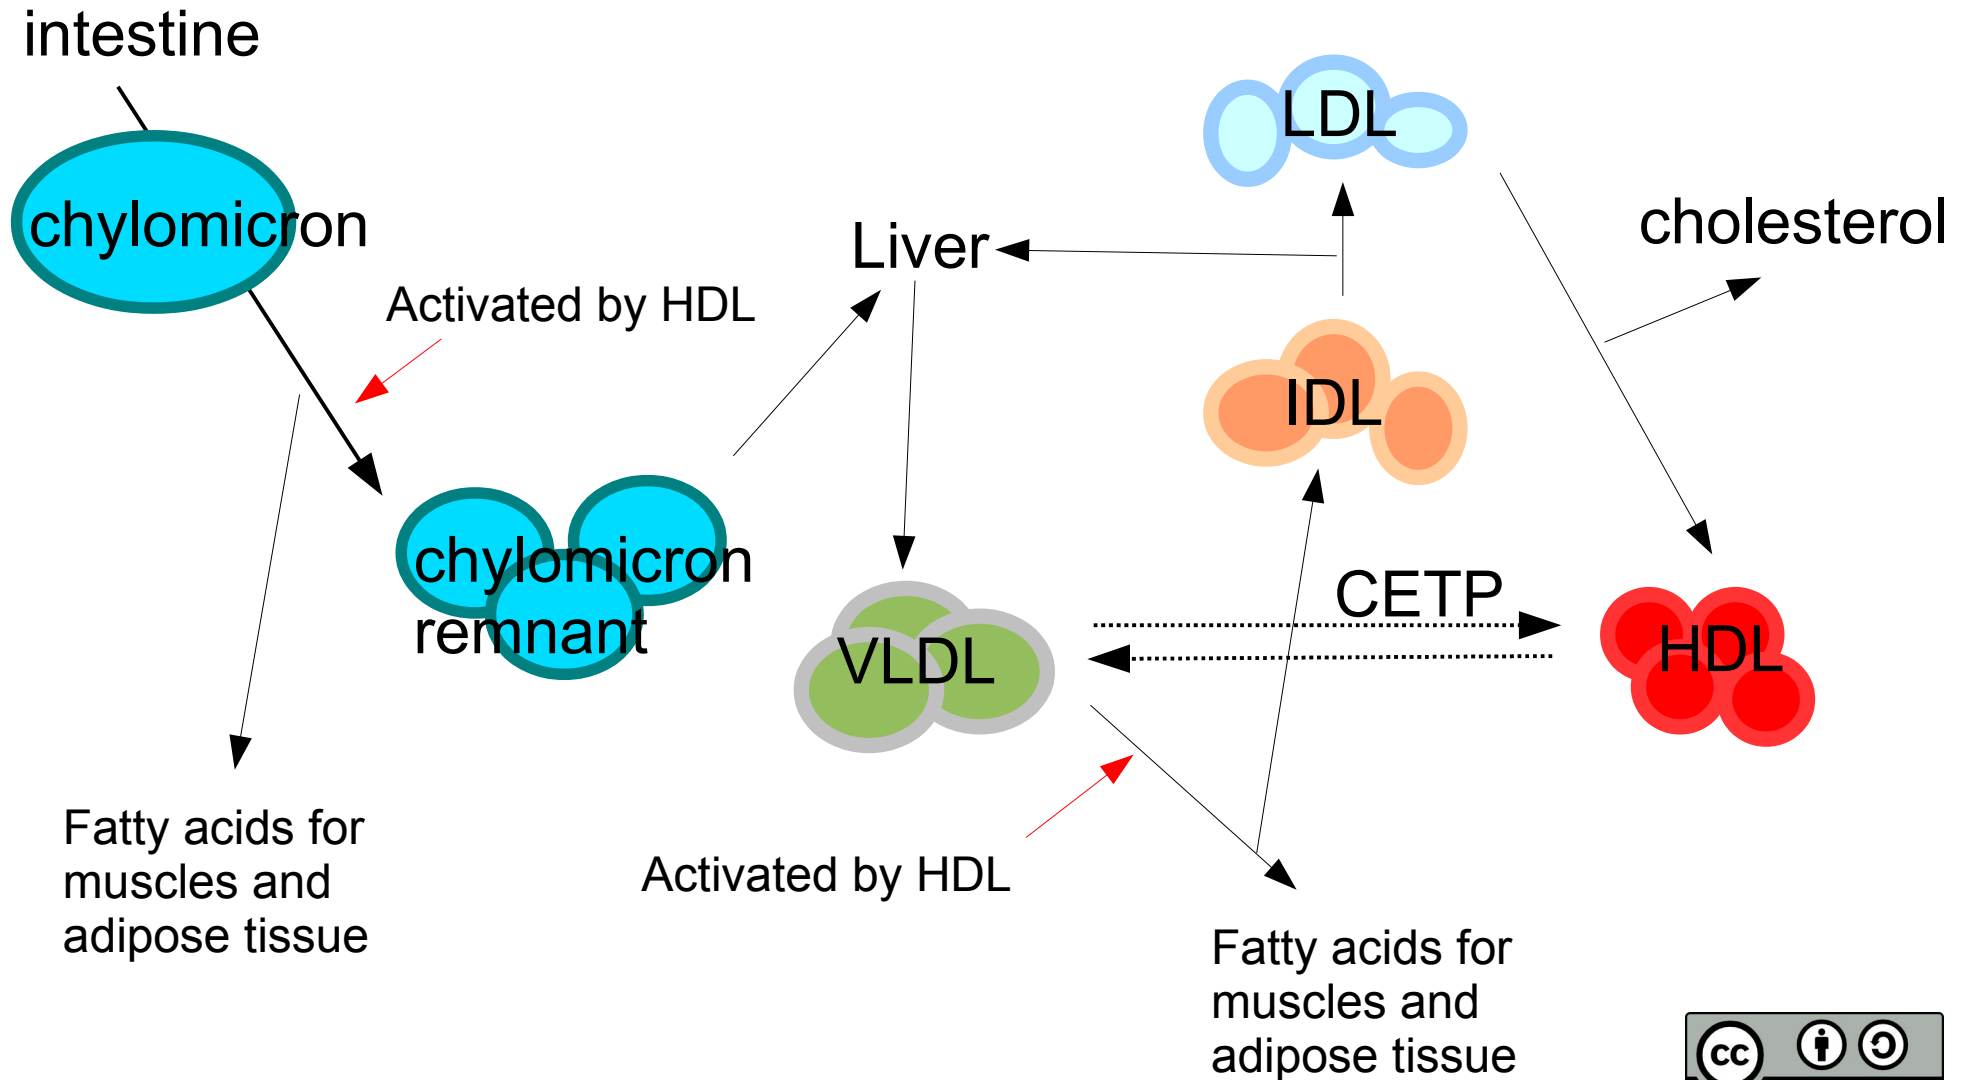 intestine
LDL
chylomicron
cholesterol
Liver
Activated by HDL
IDL
chylomicron
remnant
CETP
VLDL
HDL
Fatty acids for
muscles and
adipose tissue
Activated by HDL
Fatty acids for
muscles and
adipose tissue
cc